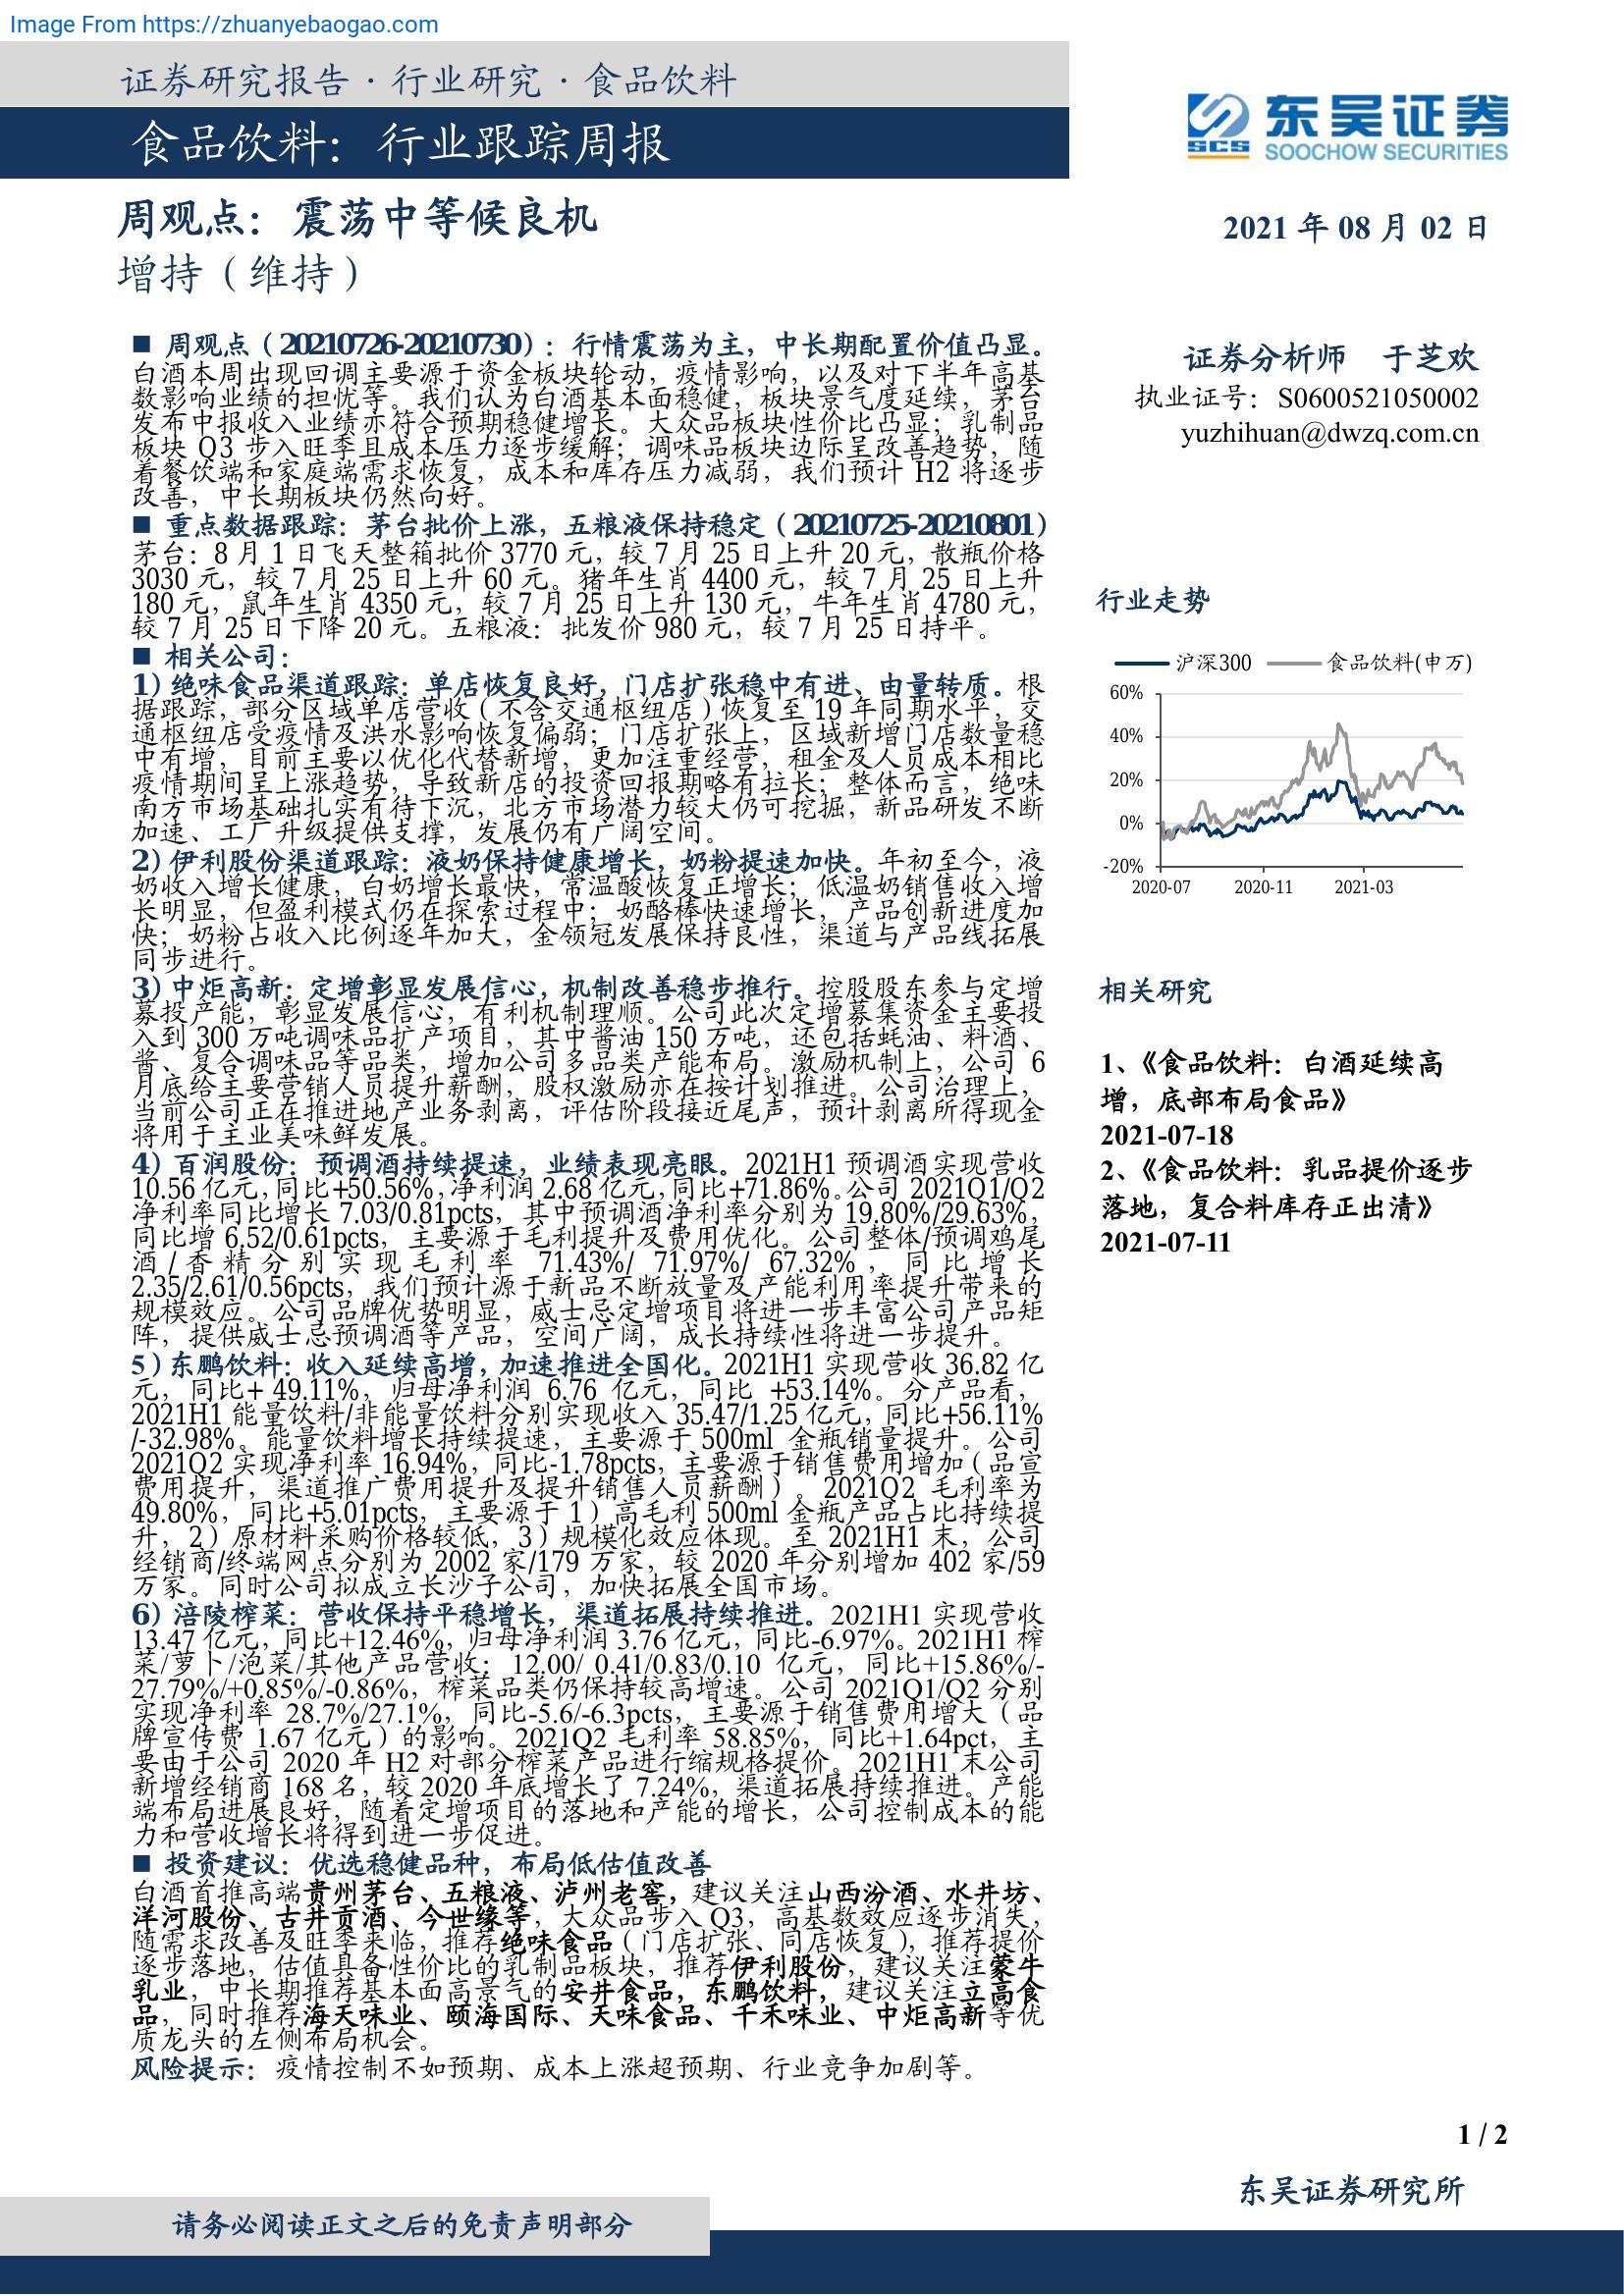 Image From https://zhuanyebaogao.com
证券研究报告·行业研究·食品饮料
食品饮料：行业跟踪周报
东吴证券
SCS
SOOCHOW SECURITIES
周观点：震荡中等候良机
增持（维持）
2021 年 08 月 02 日
■ 周观点（20210726-20210730）：行情震荡为主，中长期配置价值凸显。
白酒本周出现回调主要源于资金板块轮动，疫情影响，以及对下半年高基
数影响业绩的担忧等。我们认为白酒基本面稳健，板块景气度延续，茅台
发布中报收入业绩亦符合预期稳健增长。大众品板块性价比凸显：乳制品
板块 Q3 步入旺季且成本压力逐步缓解；调味品板块边际呈改善趋势，随
着餐饮端和家庭端需求恢复，成本和库存压力减弱，我们预计 H2 将逐步
改善，中长期板块仍然向好。
■ 重点数据跟踪：茅台批价上涨，五粮液保持稳定（20210725-20210801）
茅台：8 月 1 日飞天整箱批价 3770 元，较 7 月 25 日上升 20 元，散瓶价格
3030 元，较 7 月 25 日上升 60 元。猪年生肖 4400 元，较 7 月 25 日上升
180 元，鼠年生肖 4350 元，较 7 月 25 日上升 130 元，牛年生肖 4780 元，
较 7 月 25 日下降 20 元。五粮液：批发价 980 元，较 7 月 25 日持平。
■ 相关公司：
1）绝味食品渠道跟踪：单店恢复良好，门店扩张稳中有进、由量转质。根
据跟踪，部分区域单店营收（不含交通枢纽店）恢复至 19 年同期水平，交
通枢纽店受疫情及洪水影响恢复偏弱；门店扩张上，区域新增门店数量稳
中有增，目前主要以优化代替新增，更加注重经营，租金及人员成本相比
疫情期间呈上涨趋势，导致新店的投资回报期略有拉长；整体而言，绝味
南方市场基础扎实有待下沉，北方市场潜力较大仍可挖掘，新品研发不断
加速、工厂升级提供支撑，发展仍有广阔空间。
2）伊利股份渠道跟踪：液奶保持健康增长，奶粉提速加快。年初至今，液
奶收入增长健康，白奶增长最快，常温酸恢复正增长；低温奶销售收入增
长明显，但盈利模式仍在探索过程中；奶酪棒快速增长，产品创新进度加
快；奶粉占收入比例逐年加大，金领冠发展保持良性，渠道与产品线拓展
同步进行。
3）中炬高新：定增彰显发展信心，机制改善稳步推行。控股股东参与定增
募投产能，彰显发展信心，有利机制理顺。公司此次定增募集资金主要投
入到 300 万吨调味品扩产项目，其中酱油 150 万吨，还包括蚝油、料酒、
酱、复合调味品等品类，增加公司多品类产能布局。激励机制上，公司 6
月底给主要营销人员提升薪酬，股权激励亦在按计划推进。公司治理上，
当前公司正在推进地产业务剥离，评估阶段接近尾声，预计剥离所得现金
将用于主业美味鲜发展。
4）百润股份：预调酒持续提速，业绩表现亮眼。2021H1 预调酒实现营收
10.56 亿元，同比+50.56%，净利润 2.68 亿元，同比+71.86%。公司 2021Q1/Q2
净利率同比增长 7.03/0.81pcts，其中预调酒净利率分别为 19.80%/29.63%，
同比增 6.52/0.61pcts，主要源于毛利提升及费用优化。公司整体/预调鸡尾
酒/香精分别实现毛利率 71.43%/ 71.97%/ 67.32%，同比增长
2.35/2.61/0.56pcts，我们预计源于新品不断放量及产能利用率提升带来的
规模效应。公司品牌优势明显，威士忌定增项目将进一步丰富公司产品矩
阵，提供威士忌预调酒等产品，空间广阔，成长持续性将进一步提升。
5）东鹏饮料：收入延续高增，加速推进全国化。2021H1 实现营收 36.82 亿
元，同比+ 49.11%，归母净利润 6.76 亿元，同比 +53.14%。分产品看，
2021H1 能量饮料/非能量饮料分别实现收入 35.47/1.25 亿元，同比+56.11%
/-32.98%。能量饮料增长持续提速，主要源于 500ml 金瓶销量提升。公司
2021Q2 实现净利率 16.94%，同比-1.78pcts，主要源于销售费用增加（品宣
费用提升，渠道推广费用提升及提升销售人员薪酬）。2021Q2 毛利率为
49.80%，同比+5.01pcts，主要源于 1）高毛利 500ml 金瓶产品占比持续提
升，2）原材料采购价格较低，3）规模化效应体现。至 2021H1 末，公司
经销商/终端网点分别为 2002 家/179 万家，较 2020 年分别增加 402 家/59
万家。同时公司拟成立长沙子公司，加快拓展全国市场。
6）涪陵榨菜：营收保持平稳增长，渠道拓展持续推进。2021H1 实现营收
13.47 亿元，同比+12.46%，归母净利润 3.76 亿元，同比-6.97%。2021H1 榨
菜/萝卜/泡菜/其他产品营收：12.00/ 0.41/0.83/0.10 亿元，同比+15.86%/-
27.79%/+0.85%/-0.86%，榨菜品类仍保持较高增速。公司 2021Q1/Q2 分别
实现净利率 28.7%/27.1%，同比-5.6/-6.3pcts，主要源于销售费用增大（品
牌宣传费 1.67 亿元）的影响。2021Q2 毛利率 58.85%，同比+1.64pct，主
要由于公司 2020 年 H2 对部分榨菜产品进行缩规格提价。2021H1 末公司
新增经销商 168 名，较 2020 年底增长了 7.24%，渠道拓展持续推进。产能
端布局进展良好，随着定增项目的落地和产能的增长，公司控制成本的能
力和营收增长将得到进一步促进。
■ 投资建议：优选稳健品种，布局低估值改善
白酒首推高端贵州茅台、五粮液、泸州老窖，建议关注山西汾酒、水井坊、
洋河股份、古井贡酒、今世缘等，大众品步入 Q3，高基数效应逐步消失，
随需求改善及旺季来临，推荐绝味食品（门店扩张、同店恢复），推荐提价
逐步落地，估值具备性价比的乳制品板块，推荐伊利股份，建议关注蒙牛
乳业，中长期推荐基本面高景气的安井食品，东鹏饮料，建议关注立高食
品，同时推荐海天味业、颐海国际、天味食品、千禾味业、中炬高新等优
质龙头的左侧布局机会。
风险提示：疫情控制不如预期、成本上涨超预期、行业竞争加剧等。
证券分析师 于芝欢
执业证号：S0600521050002
yuzhihuan@dwzq.com.cn
行业走势
沪深300 食品饮料(申万)
60%
40%
20%
0%
-20%
2020-07 2020-11 2021-03
相关研究
1、《食品饮料：白酒延续高
增，底部布局食品》
2021-07-18
2、《食品饮料：乳品提价逐步
落地，复合料库存正出清》
2021-07-11
1 / 2
东吴证券研究所
请务必阅读正文之后的免责声明部分